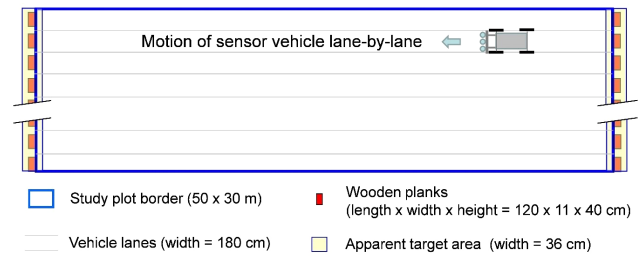 Motion of sensor vehicle lane-by-lane
Study plot border (50 x 30 m)
Wooden planks
(length x width x height = 120 x 11 x 40 cm)
Vehicle lanes (width = 180 cm)
Apparent target area (width = 36 cm)